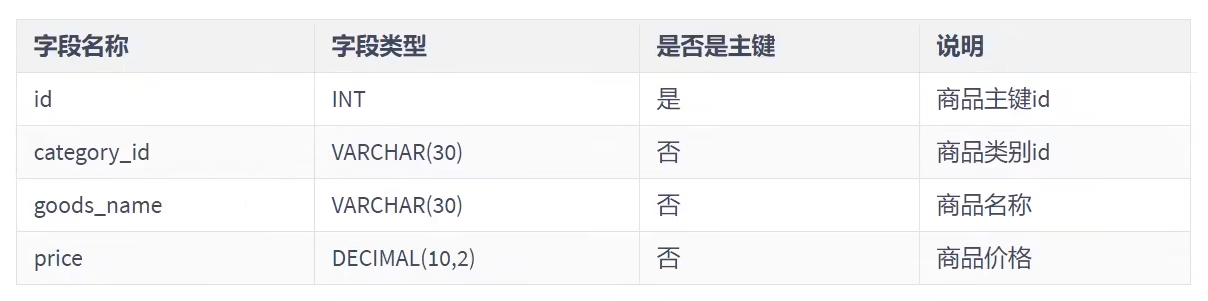 字段名称 字段类型 是否是主键 说明
id INT 是 商品主键id
category_id VARCHAR(30) 否 商品类别id
goods_name VARCHAR(30) 否 商品名称
price DECIMAL(10,2) 否 商品价格